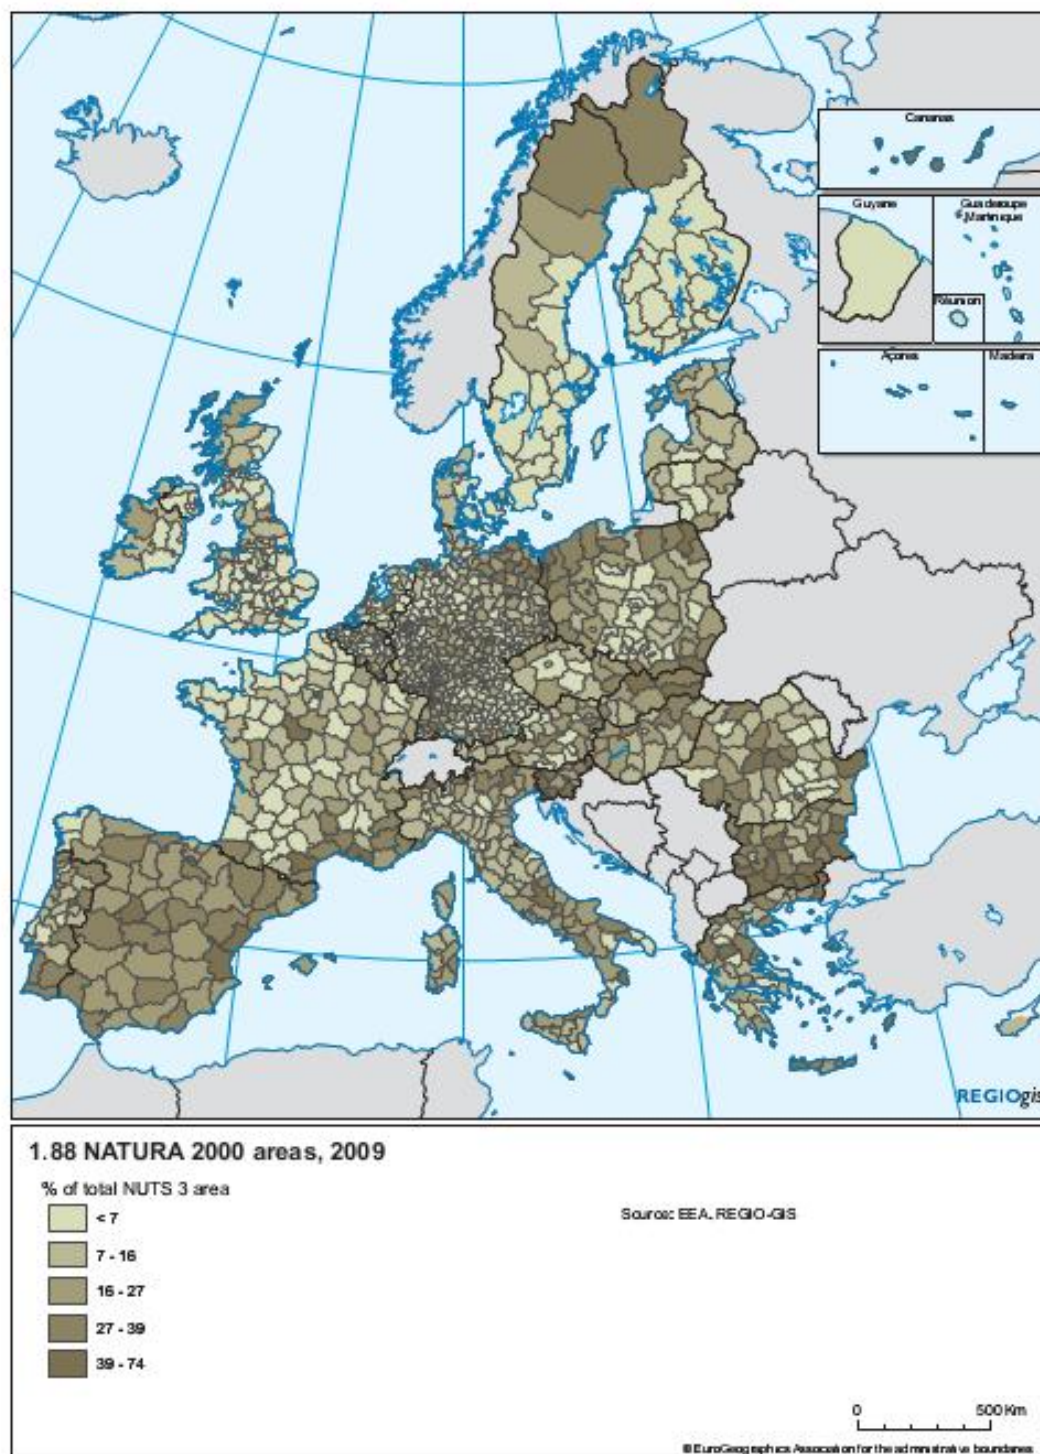 Canarias
Guyane
Guadeloupe
Martinique
Réunion
Açores
Madeira
REGIOgis
1.88 NATURA 2000 areas, 2009
% of total NUTS 3 area
< 7
7 - 16
16 - 27
27 - 39
39 - 74
Source: EEA. REGIO-GIS
0
500 Km
© EuroGeographics Association for the administrative boundaries